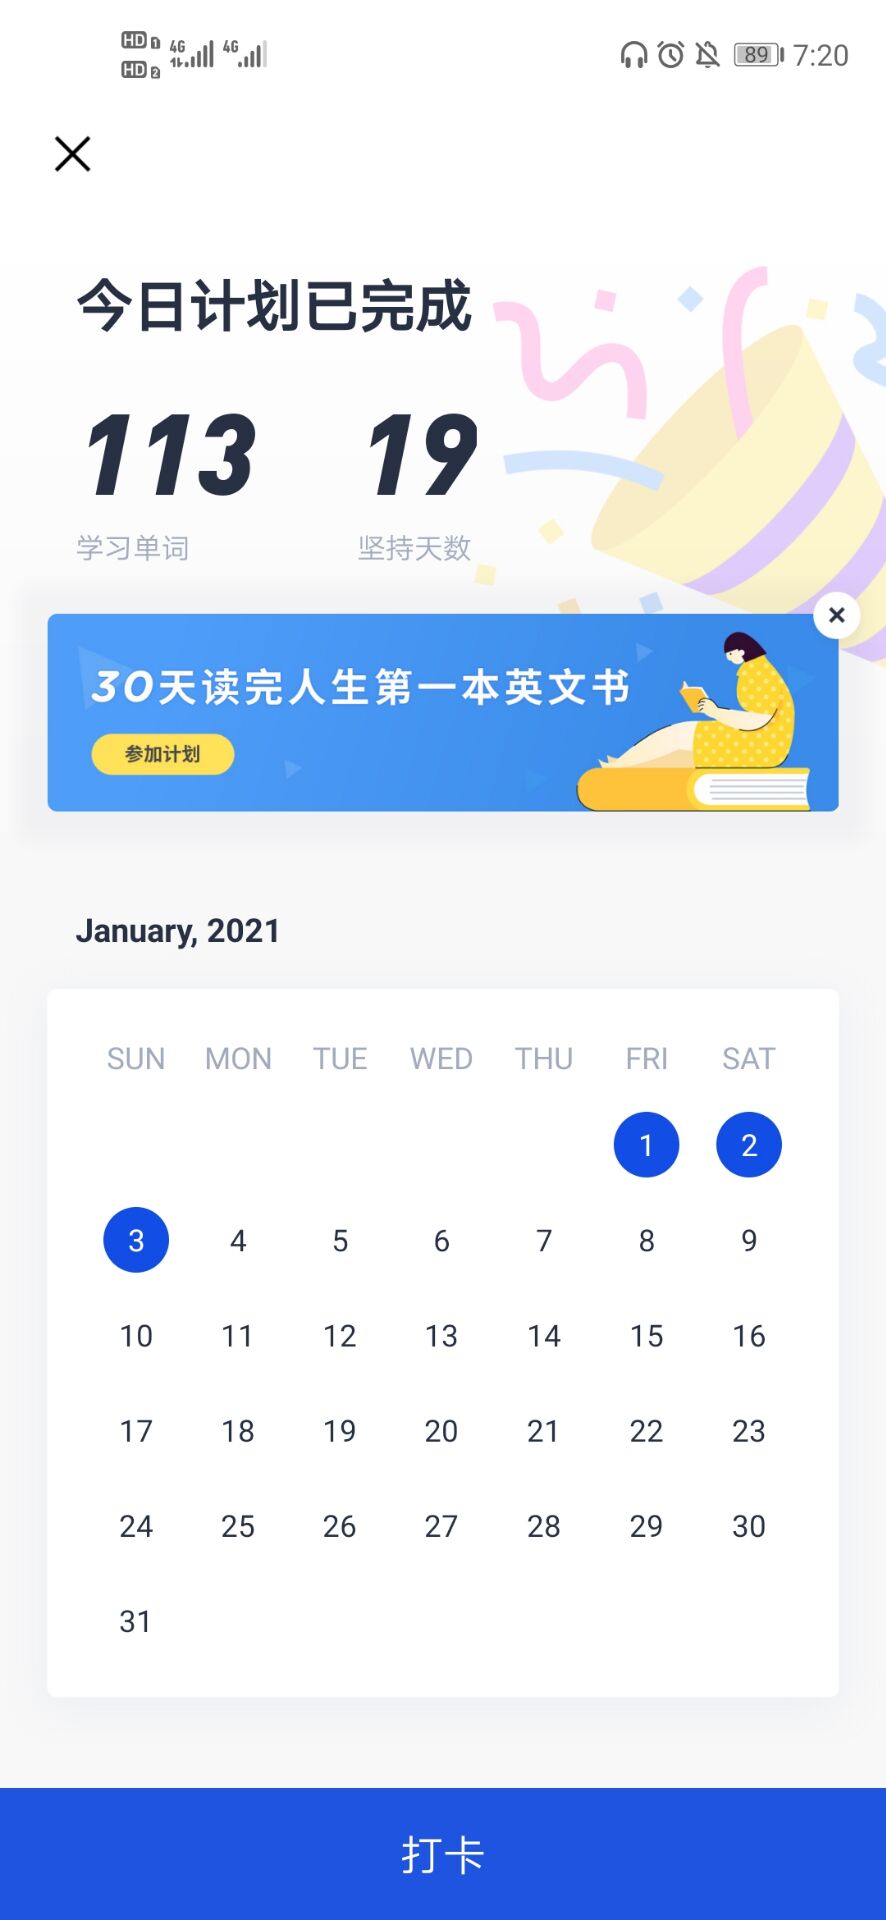 HD 1 4G 4G 89 7:20
HD 2
今日计划已完成
113 19
学习单词 坚持天数
30天读完人生第一本英文书
参加计划
January, 2021
SUN MON TUE WED THU FRI SAT
1 2
3 4 5 6 7 8 9
10 11 12 13 14 15 16
17 18 19 20 21 22 23
24 25 26 27 28 29 30
31
打卡